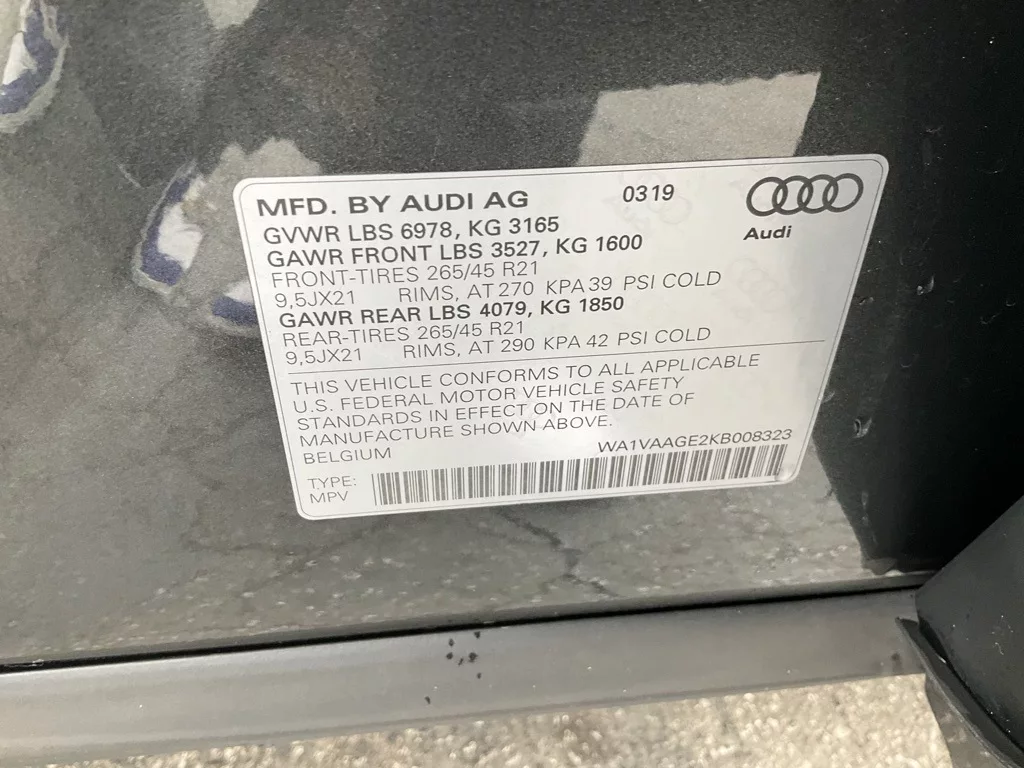 MFD. BY AUDI AG 0319
Audi
GVWR LBS 6978, KG 3165
GAWR FRONT LBS 3527, KG 1600
FRONT-TIRES 265/45 R21
9,5JX21 RIMS, AT 270 KPA 39 PSI COLD
GAWR REAR LBS 4079, KG 1850
REAR-TIRES 265/45 R21
9,5JX21 RIMS, AT 290 KPA 42 PSI COLD
THIS VEHICLE CONFORMS TO ALL APPLICABLE
U.S. FEDERAL MOTOR VEHICLE SAFETY
STANDARDS IN EFFECT ON THE DATE OF
MANUFACTURE SHOWN ABOVE.
BELGIUM WA1VAAGE2KB008323
TYPE:
MPV